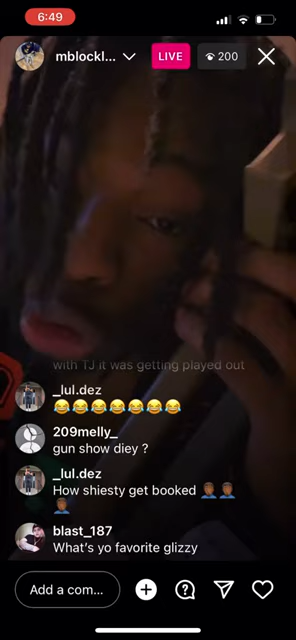 6:49
mblockl...
LIVE
200
with TJ it was getting played out
_lul.dez
😂😂😂😂😂😂😂
209melly_
gun show diey ?
_lul.dez
How shiesty get booked 🤦🏾‍♂️🤦🏾‍♂️
🤦🏾‍♂️
blast_187
What's yo favorite glizzy
Add a com...